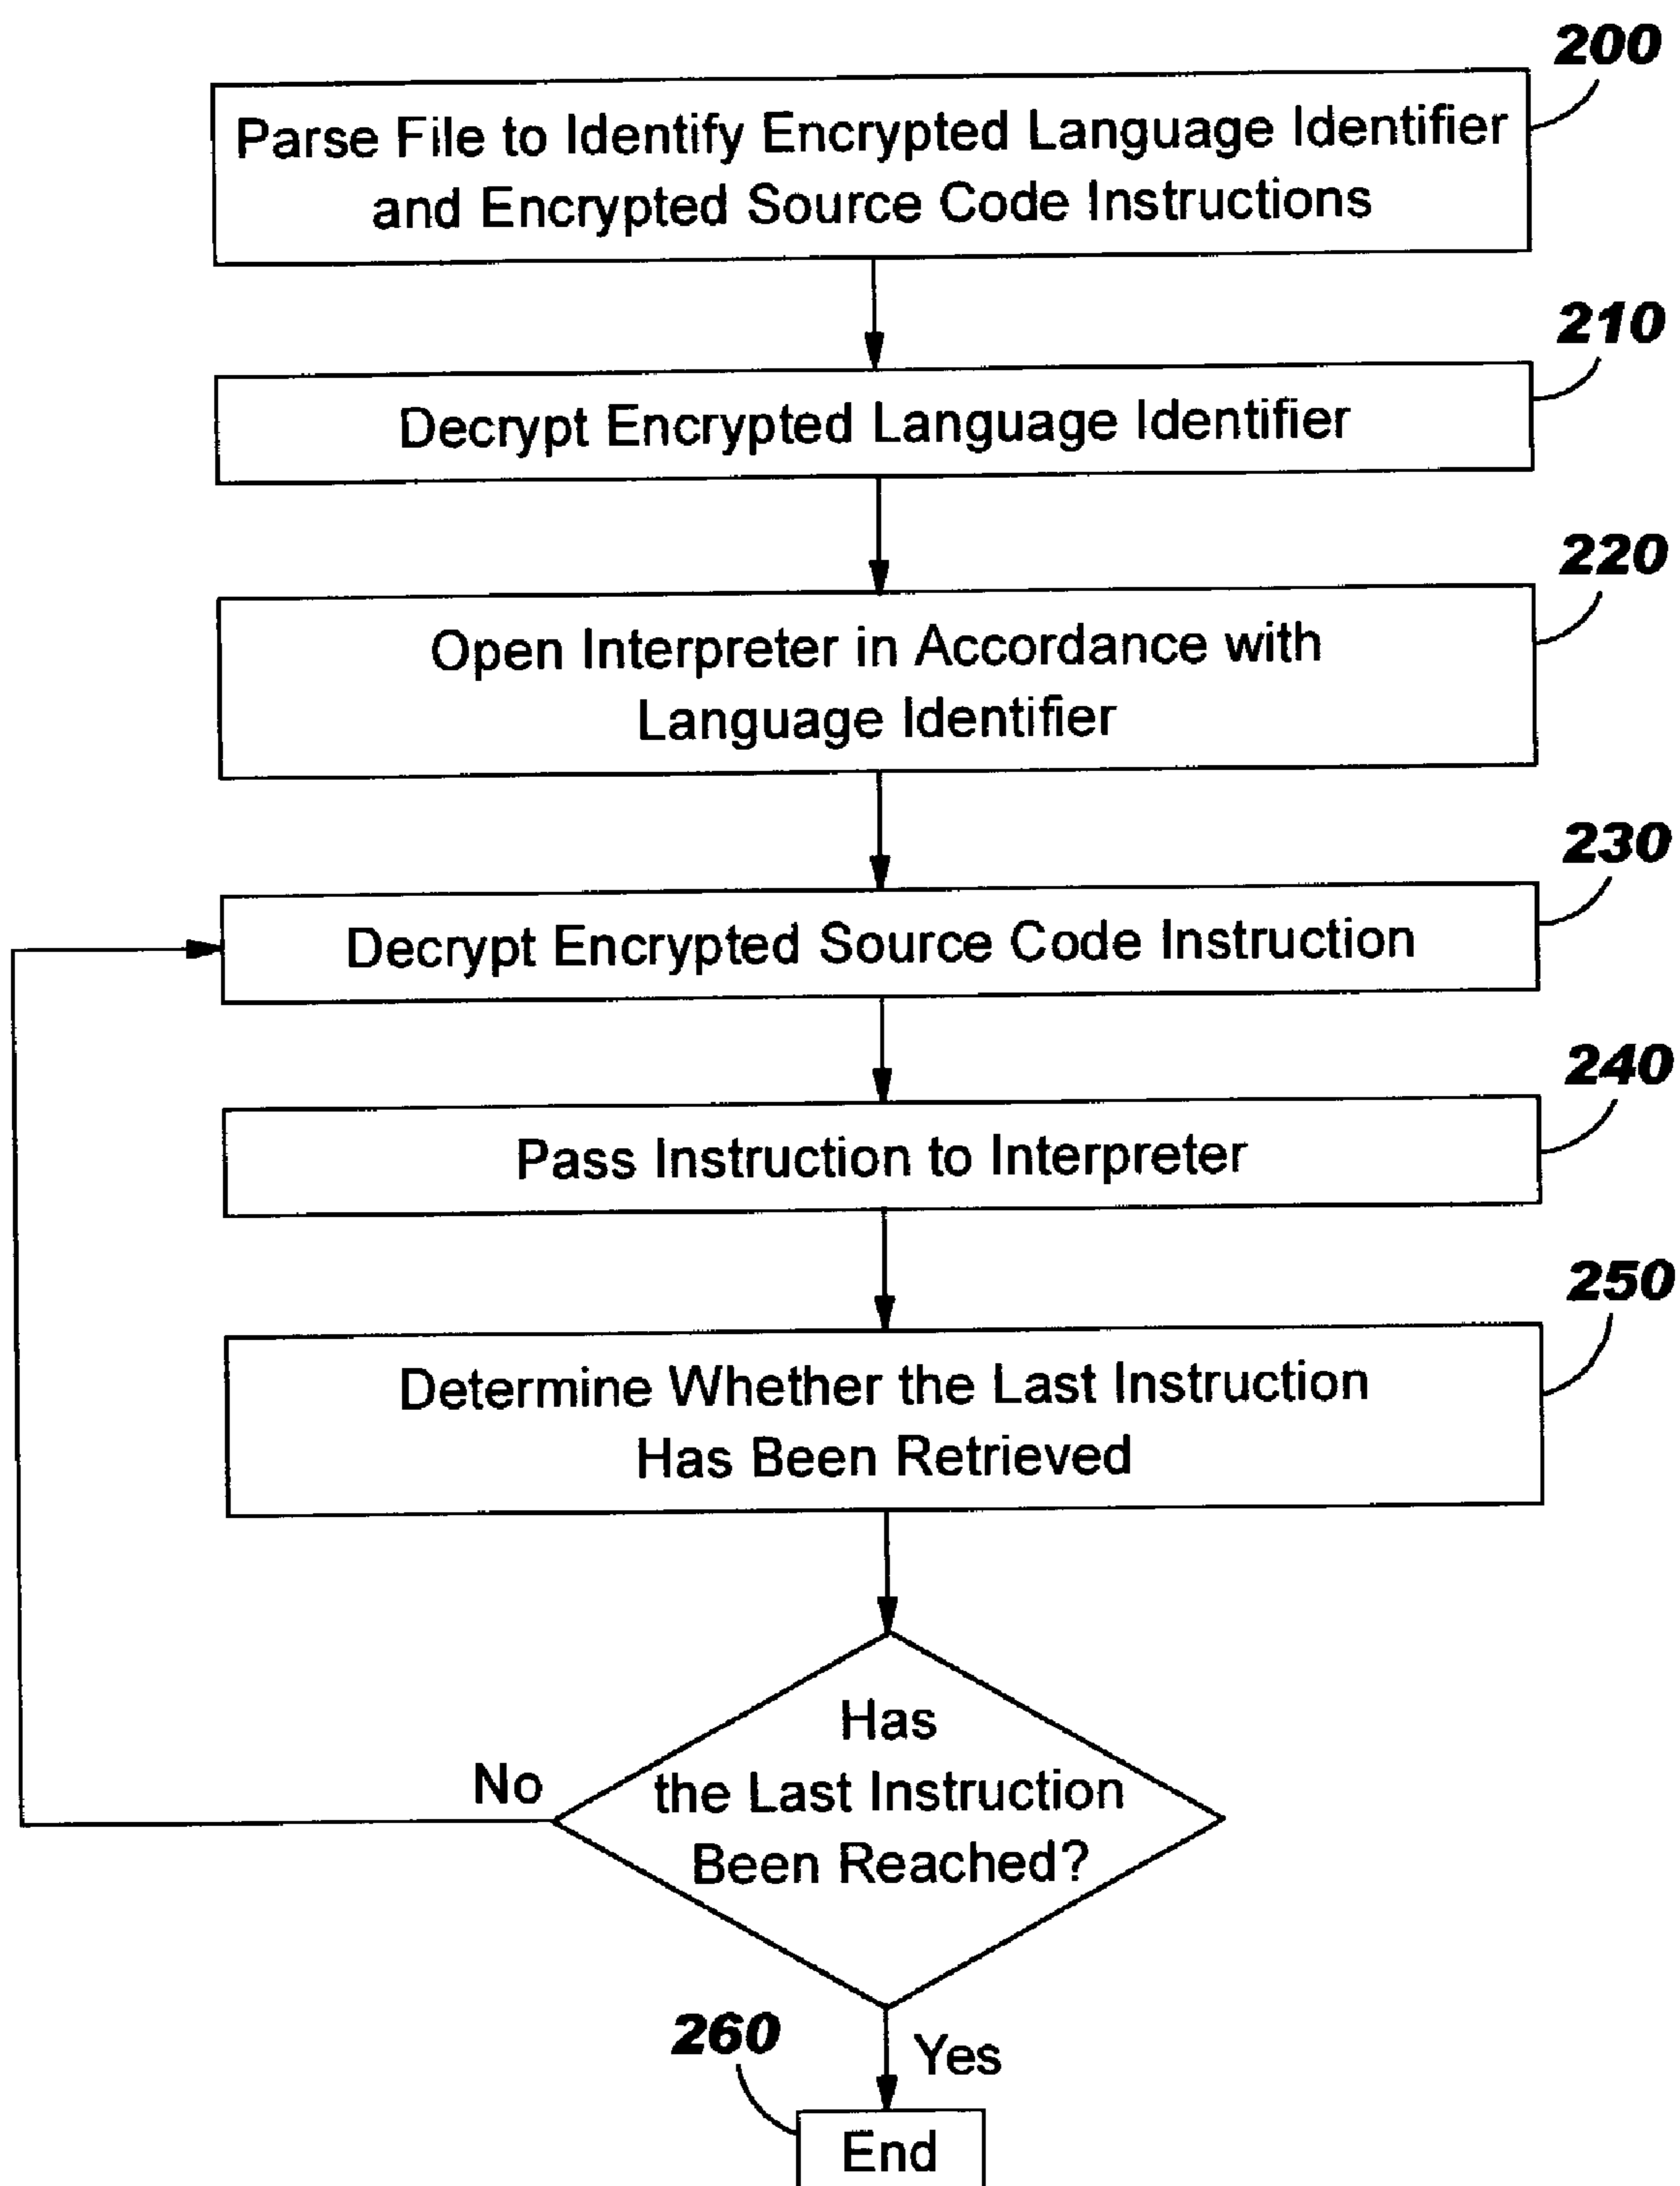 200
Parse File to Identify Encrypted Language Identifier
and Encrypted Source Code Instructions
210
Decrypt Encrypted Language Identifier
220
Open Interpreter in Accordance with
Language Identifier
230
Decrypt Encrypted Source Code Instruction
240
Pass Instruction to Interpreter
250
Determine Whether the Last Instruction
Has Been Retrieved
Has
the Last Instruction
Been Reached?
No
Yes
260
End